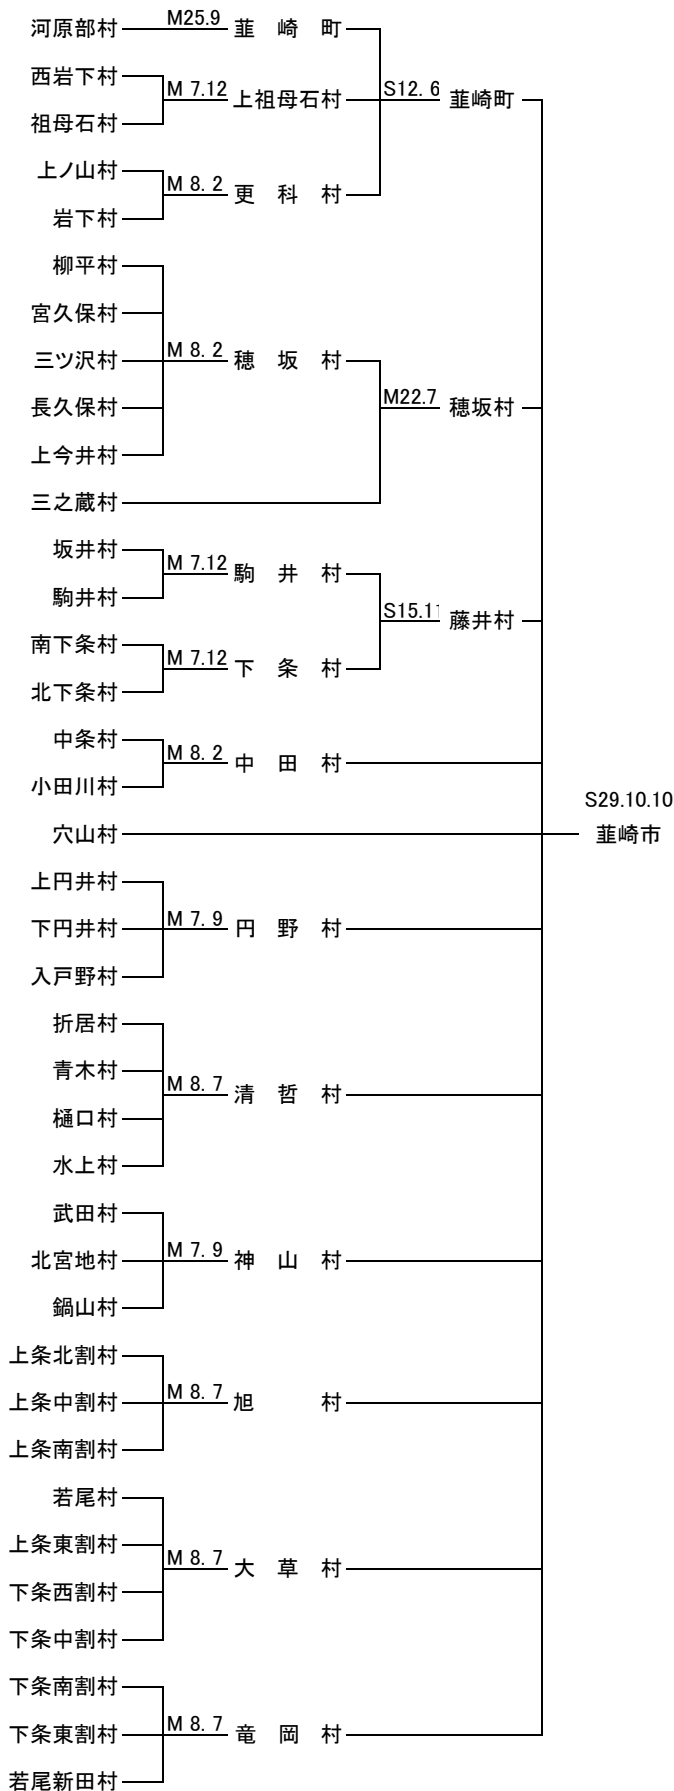 河原部村 M25.9 韮崎町
西岩下村 M 7.12 上祖母石村 S12. 6 韮崎町
祖母石村
上ノ山村 M 8. 2 更科村
岩下村
柳平村
宮久保村
三ツ沢村 M 8. 2 穂坂村
長久保村 M22.7 穂坂村
上今井村
三之蔵村
坂井村 M 7.12 駒井村
駒井村 S15.11 藤井村
南下条村 M 7.12 下条村
北下条村
中条村 M 8. 2 中田村
小田川村 S29.10.10
穴山村 韮崎市
上円井村
下円井村 M 7. 9 円野村
入戸野村
折居村
青木村 M 8. 7 清哲村
樋口村
水上村
武田村
北宮地村 M 7. 9 神山村
鍋山村
上条北割村
上条中割村 M 8. 7 旭村
上条南割村
若尾村
上条東割村 M 8. 7 大草村
下条西割村
下条中割村
下条南割村
下条東割村 M 8. 7 竜岡村
若尾新田村